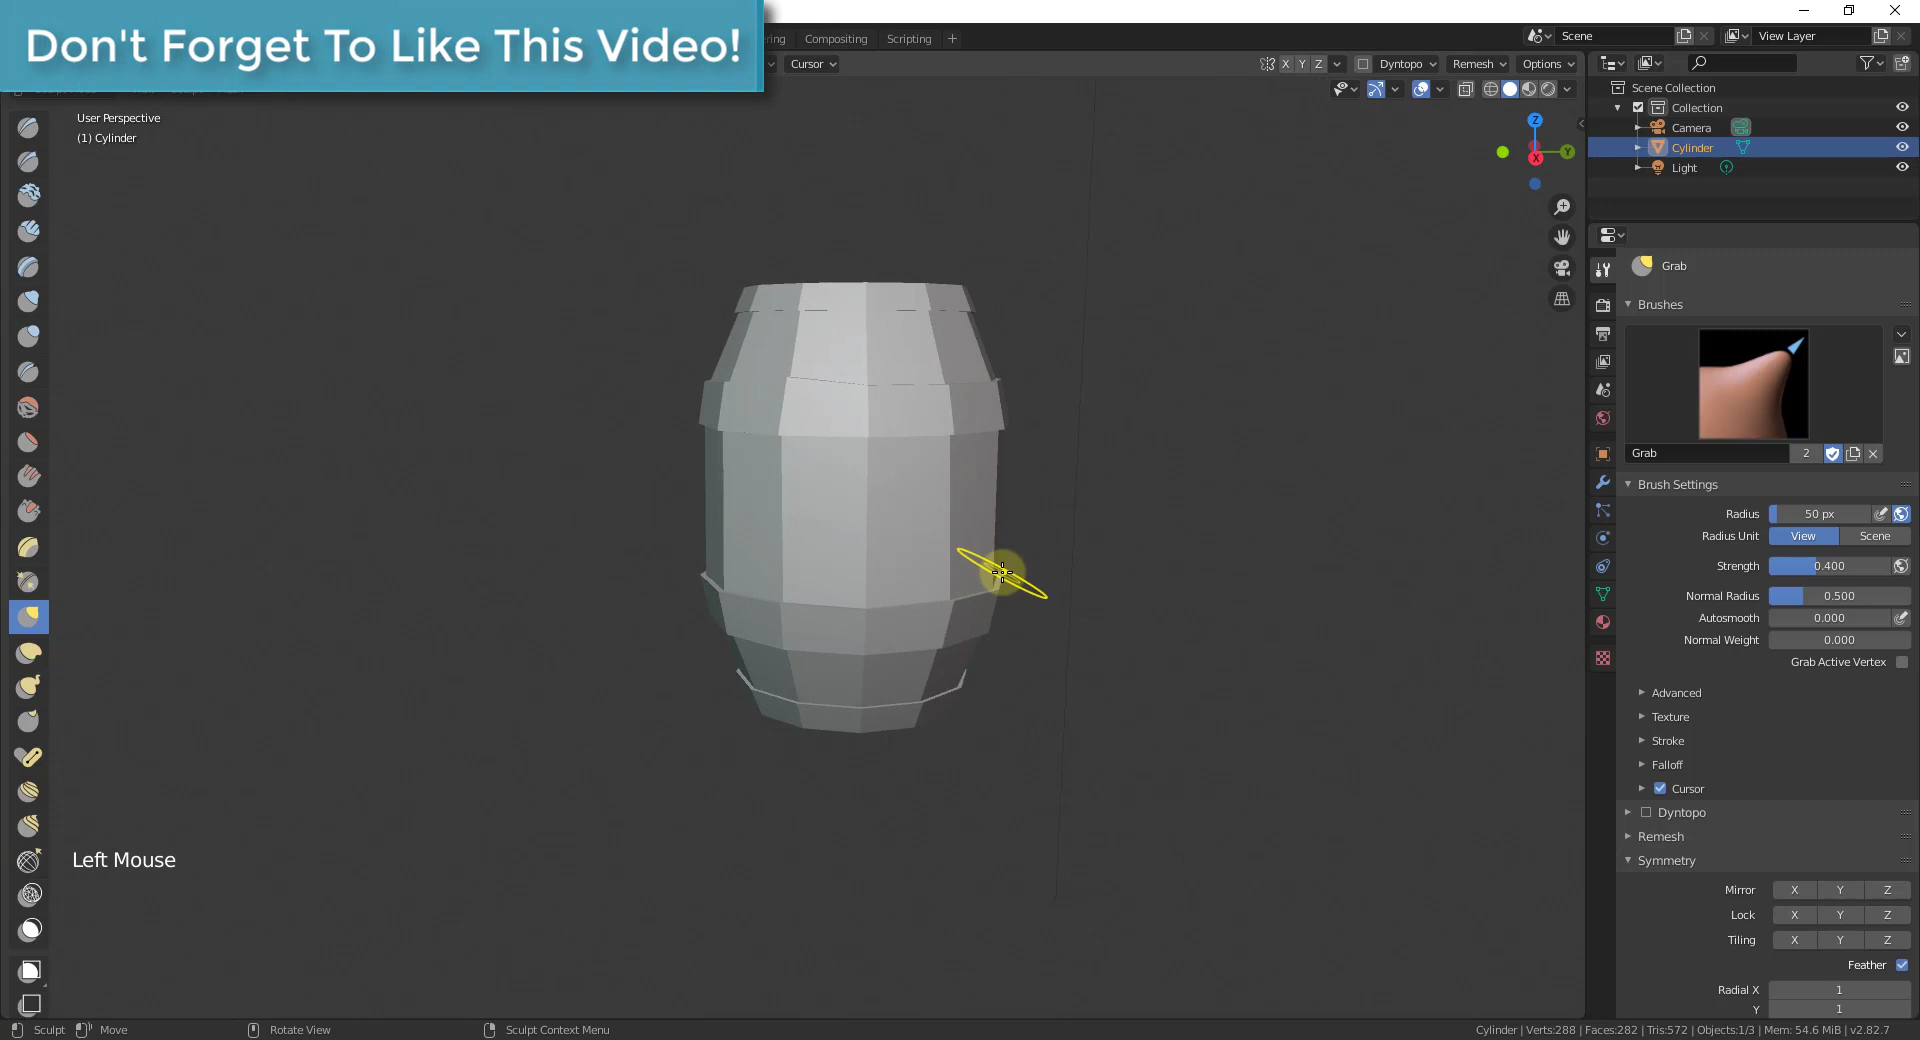 Don't Forget To Like This Video!
ring Compositing Scripting +
Scene View Layer
Cursor X Y Z Dyntopo Remesh Options
User Perspective
(1) Cylinder
Z
Y
X
Left Mouse
Scene Collection
Collection
Camera
Cylinder
Light
Grab
Brushes
Grab 2
Brush Settings
Radius 50 px
Radius Unit View Scene
Strength 0.400
Normal Radius 0.500
Autosmooth 0.000
Normal Weight 0.000
Grab Active Vertex
Advanced
Texture
Stroke
Falloff
Cursor
Dyntopo
Remesh
Symmetry
Mirror X Y Z
Lock X Y Z
Tiling X Y Z
Feather
Radial X 1
Y 1
Sculpt Move Rotate View Sculpt Context Menu Cylinder | Verts:288 | Faces:282 | Tris:572 | Objects:1/3 | Mem: 54.6 MiB | v2.82.7